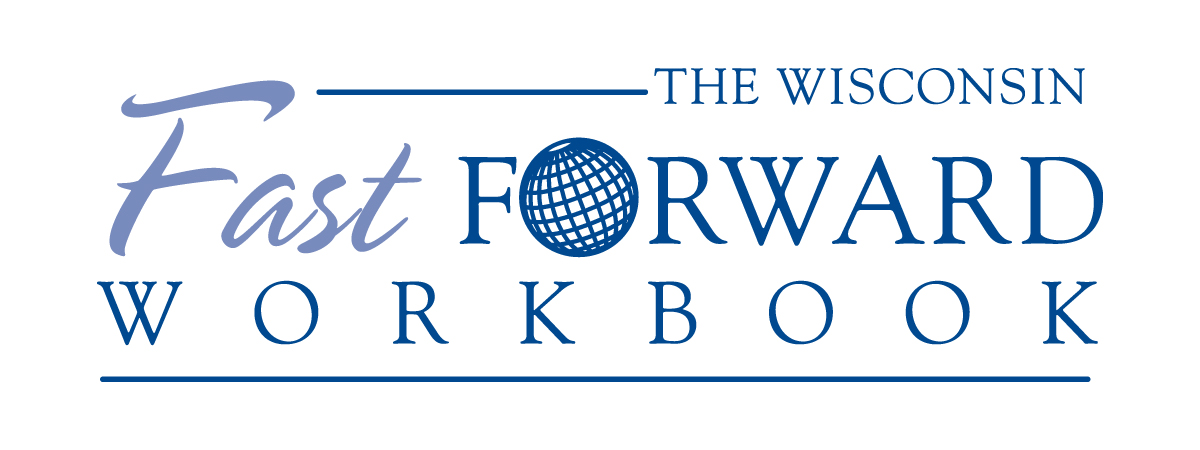 THE WISCONSIN
Fast FORWARD
WORKBOOK